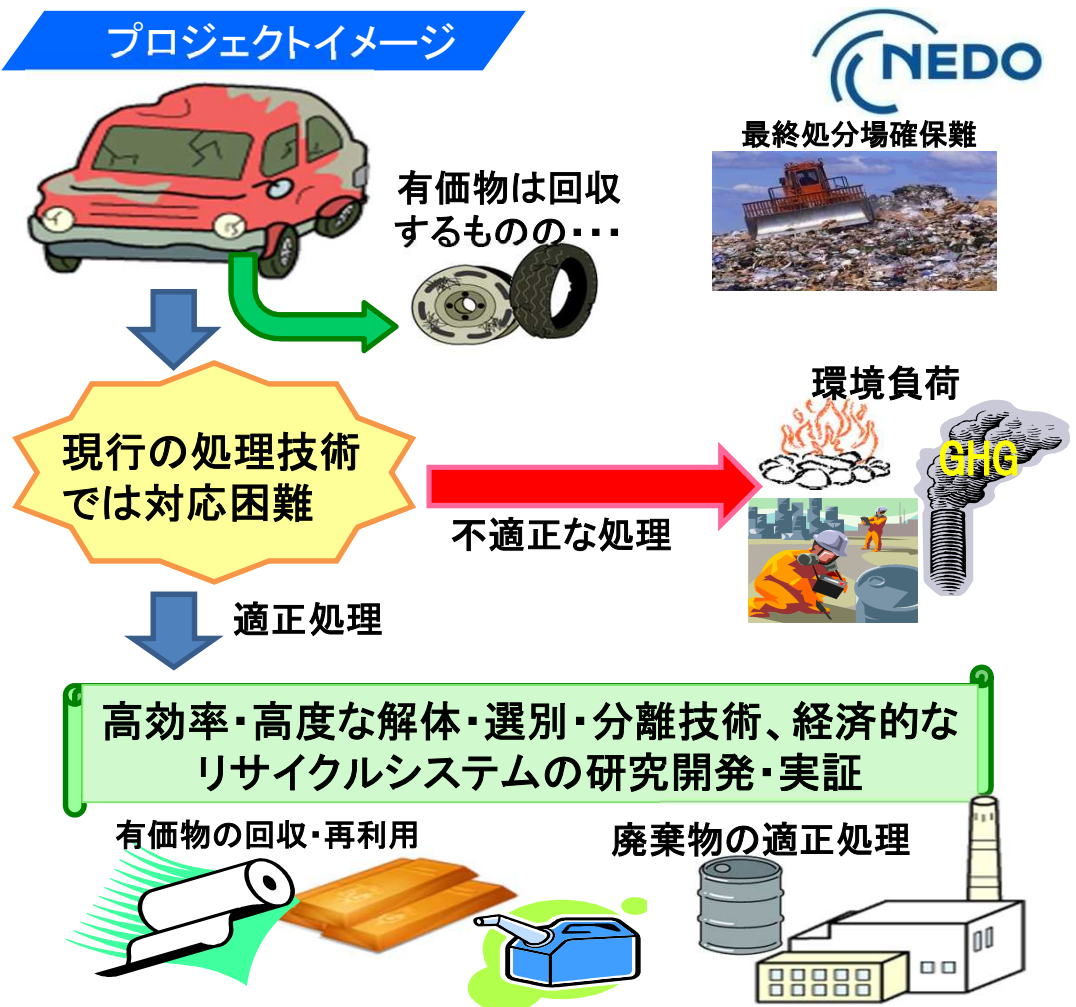 プロジェクトイメージ
NEDO
最終処分場確保難
有価物は回収
するものの・・・
環境負荷
GHG
現行の処理技術
では対応困難
不適正な処理
適正処理
高効率・高度な解体・選別・分離技術、経済的な
リサイクルシステムの研究開発・実証
有価物の回収・再利用
廃棄物の適正処理